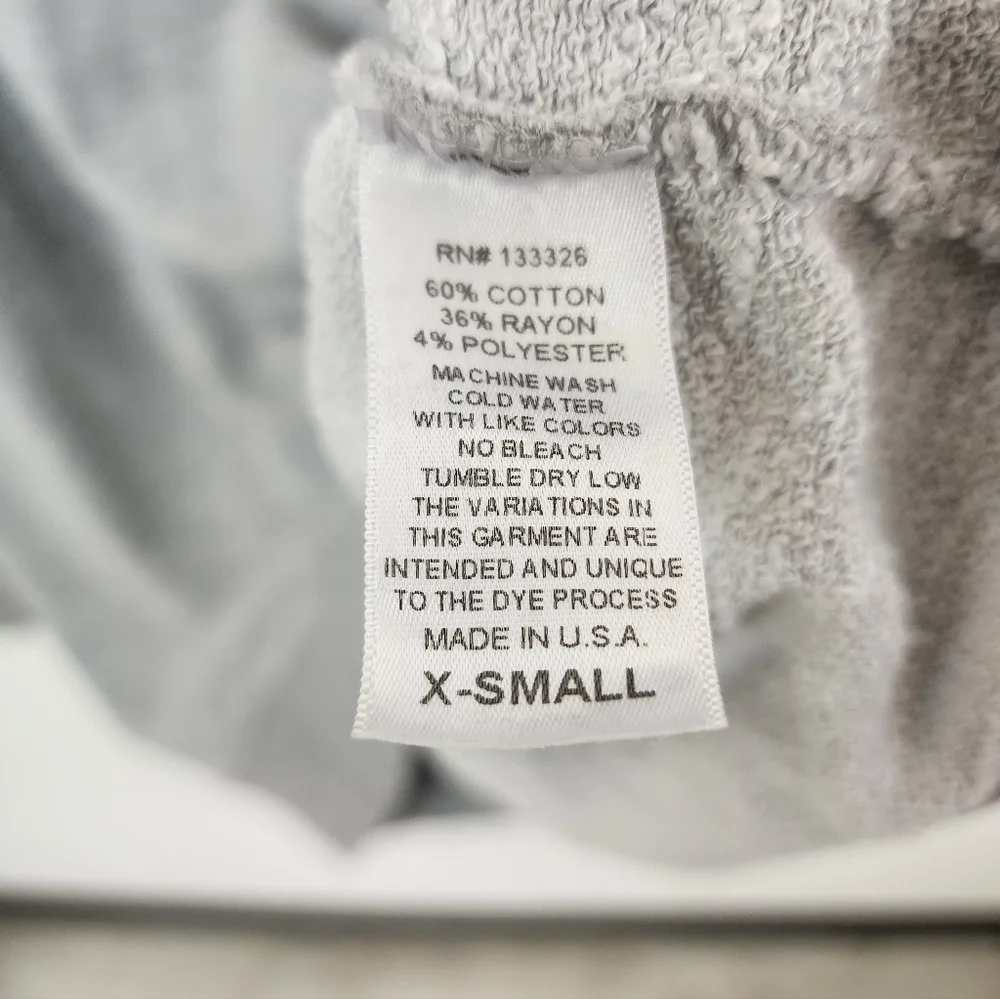 RN# 133326
60% COTTON
36% RAYON
4% POLYESTER
MACHINE WASH
COLD WATER
WITH LIKE COLORS
NO BLEACH
TUMBLE DRY LOW
THE VARIATIONS IN
THIS GARMENT ARE
INTENDED AND UNIQUE
TO THE DYE PROCESS
MADE IN U.S.A.
X-SMALL